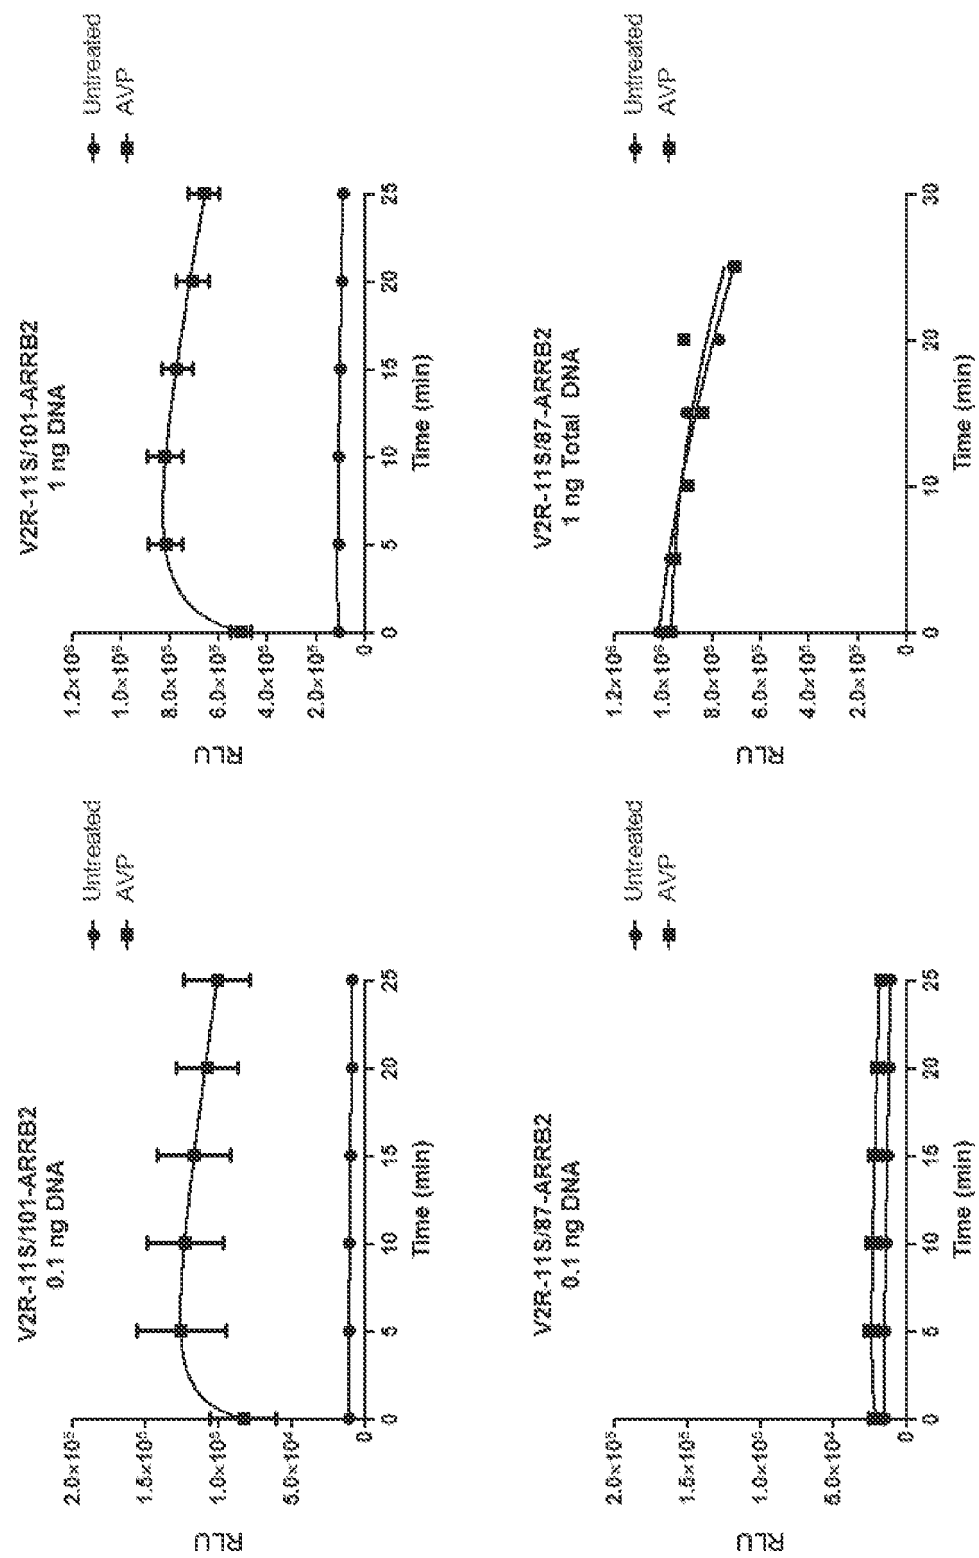 V2R-11S/101-ARRB2
0.1 ng DNA
2.0×10⁵
1.5×10⁵
1.0×10⁵
5.0×10⁴
0
RLU
0 5 10 15 20 25
Time (min)
Untreated
AVP
V2R-11S/101-ARRB2
1 ng DNA
1.2×10⁶
1.0×10⁶
8.0×10⁵
6.0×10⁵
4.0×10⁵
2.0×10⁵
0
RLU
0 5 10 15 20 25
Time (min)
Untreated
AVP
V2R-11S/87-ARRB2
0.1 ng DNA
2.0×10⁵
1.5×10⁵
1.0×10⁵
5.0×10⁴
0
RLU
0 5 10 15 20 25
Time (min)
Untreated
AVP
V2R-11S/87-ARRB2
1 ng Total DNA
1.2×10⁶
1.0×10⁶
8.0×10⁵
6.0×10⁵
4.0×10⁵
2.0×10⁵
0
RLU
0 10 20 30
Time (min)
Untreated
AVP